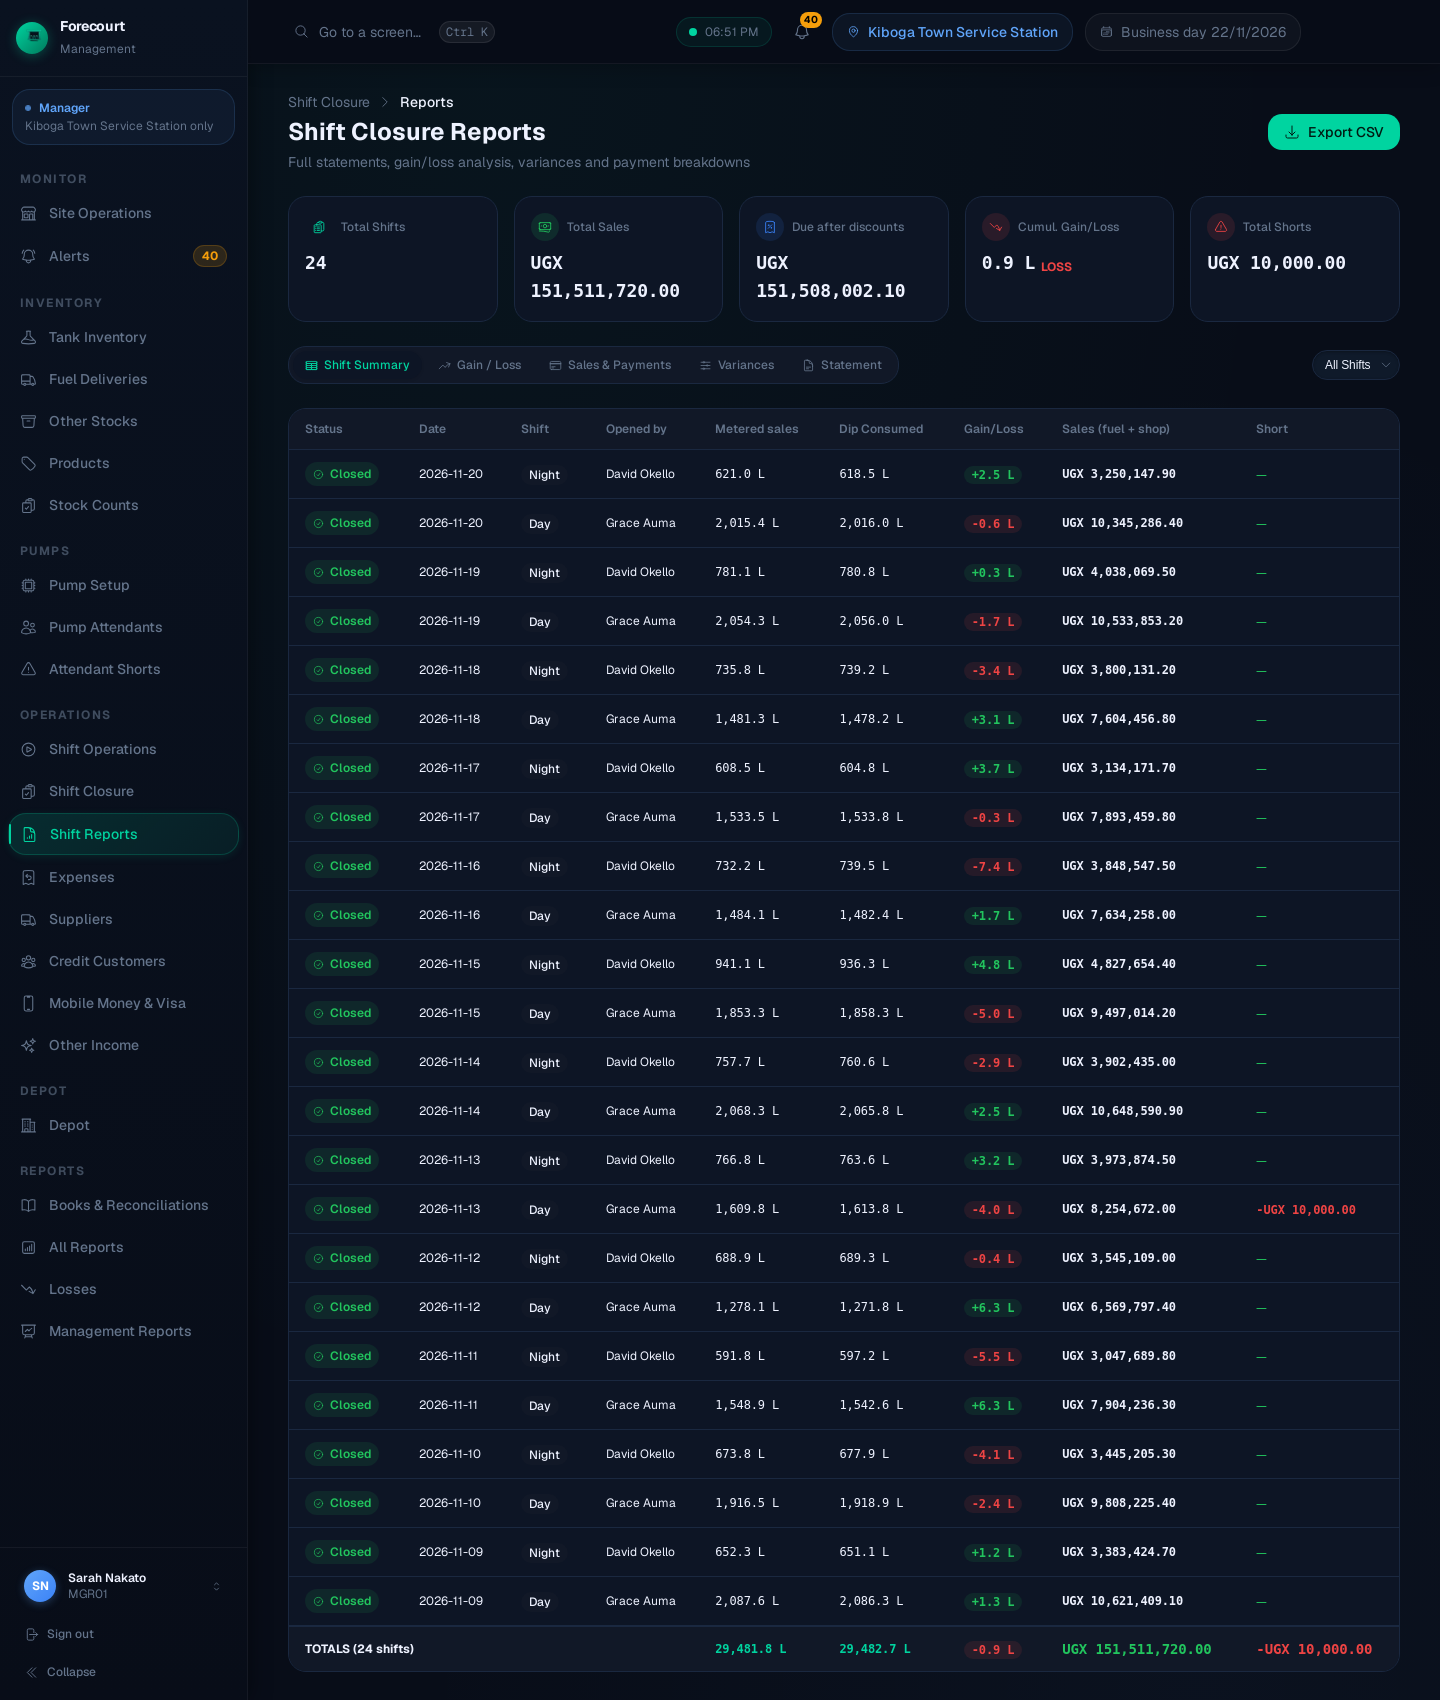 Forecourt
Management
Go to a screen...
Ctrl K
06:51 PM
40
Kiboga Town Service Station
Business day 22/11/2026
Manager
Kiboga Town Service Station only
MONITOR
Site Operations
Alerts 40
INVENTORY
Tank Inventory
Fuel Deliveries
Other Stocks
Products
Stock Counts
PUMPS
Pump Setup
Pump Attendants
Attendant Shorts
OPERATIONS
Shift Operations
Shift Closure
Shift Reports
Expenses
Suppliers
Credit Customers
Mobile Money & Visa
Other Income
DEPOT
Depot
REPORTS
Books & Reconciliations
All Reports
Losses
Management Reports
SN
Sarah Nakato
MGR01
Sign out
Collapse
Shift Closure > Reports
Shift Closure Reports
Full statements, gain/loss analysis, variances and payment breakdowns
Export CSV
Total Shifts
24
Total Sales
UGX
151,511,720.00
Due after discounts
UGX
151,508,002.10
Cumul. Gain/Loss
0.9 L LOSS
Total Shorts
UGX 10,000.00
Shift Summary Gain / Loss Sales & Payments Variances Statement
All Shifts
Status Date Shift Opened by Metered sales Dip Consumed Gain/Loss Sales (fuel + shop) Short
Closed 2026-11-20 Night David Okello 621.0 L 618.5 L +2.5 L UGX 3,250,147.90 —
Closed 2026-11-20 Day Grace Auma 2,015.4 L 2,016.0 L -0.6 L UGX 10,345,286.40 —
Closed 2026-11-19 Night David Okello 781.1 L 780.8 L +0.3 L UGX 4,038,069.50 —
Closed 2026-11-19 Day Grace Auma 2,054.3 L 2,056.0 L -1.7 L UGX 10,533,853.20 —
Closed 2026-11-18 Night David Okello 735.8 L 739.2 L -3.4 L UGX 3,800,131.20 —
Closed 2026-11-18 Day Grace Auma 1,481.3 L 1,478.2 L +3.1 L UGX 7,604,456.80 —
Closed 2026-11-17 Night David Okello 608.5 L 604.8 L +3.7 L UGX 3,134,171.70 —
Closed 2026-11-17 Day Grace Auma 1,533.5 L 1,533.8 L -0.3 L UGX 7,893,459.80 —
Closed 2026-11-16 Night David Okello 732.2 L 739.5 L -7.4 L UGX 3,848,547.50 —
Closed 2026-11-16 Day Grace Auma 1,484.1 L 1,482.4 L +1.7 L UGX 7,634,258.00 —
Closed 2026-11-15 Night David Okello 941.1 L 936.3 L +4.8 L UGX 4,827,654.40 —
Closed 2026-11-15 Day Grace Auma 1,853.3 L 1,858.3 L -5.0 L UGX 9,497,014.20 —
Closed 2026-11-14 Night David Okello 757.7 L 760.6 L -2.9 L UGX 3,902,435.00 —
Closed 2026-11-14 Day Grace Auma 2,068.3 L 2,065.8 L +2.5 L UGX 10,648,590.90 —
Closed 2026-11-13 Night David Okello 766.8 L 763.6 L +3.2 L UGX 3,973,874.50 —
Closed 2026-11-13 Day Grace Auma 1,609.8 L 1,613.8 L -4.0 L UGX 8,254,672.00 -UGX 10,000.00
Closed 2026-11-12 Night David Okello 688.9 L 689.3 L -0.4 L UGX 3,545,109.00 —
Closed 2026-11-12 Day Grace Auma 1,278.1 L 1,271.8 L +6.3 L UGX 6,569,797.40 —
Closed 2026-11-11 Night David Okello 591.8 L 597.2 L -5.5 L UGX 3,047,689.80 —
Closed 2026-11-11 Day Grace Auma 1,548.9 L 1,542.6 L +6.3 L UGX 7,904,236.30 —
Closed 2026-11-10 Night David Okello 673.8 L 677.9 L -4.1 L UGX 3,445,205.30 —
Closed 2026-11-10 Day Grace Auma 1,916.5 L 1,918.9 L -2.4 L UGX 9,808,225.40 —
Closed 2026-11-09 Night David Okello 652.3 L 651.1 L +1.2 L UGX 3,383,424.70 —
Closed 2026-11-09 Day Grace Auma 2,087.6 L 2,086.3 L +1.3 L UGX 10,621,409.10 —
TOTALS (24 shifts) 29,481.8 L 29,482.7 L -0.9 L UGX 151,511,720.00 -UGX 10,000.00